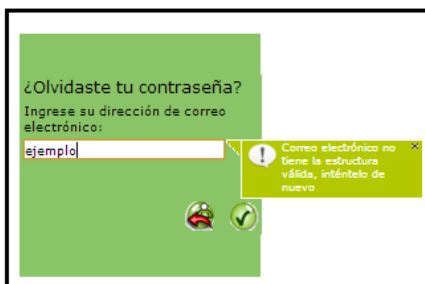 ¿Olvidaste tu contraseña?
Ingrese su dirección de correo
electrónico:
ejemplo
Correo electrónico no
tiene la estructura
válida, inténtelo de
nuevo